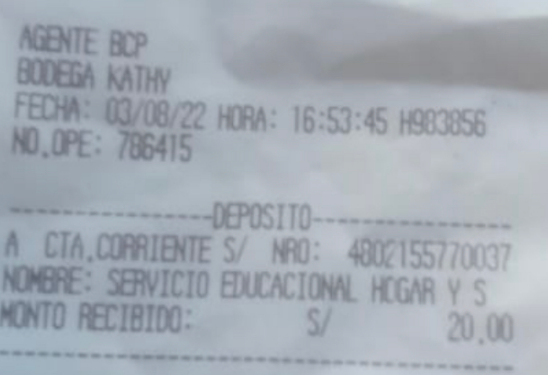 AGENTE BCP
BODEGA KATHY
FECHA: 03/08/22 HORA: 16:53:45 H983856
NO.OPE: 786415
---------------DEPOSITO---------------
A CTA.CORRIENTE S/ NRO: 4802155770037
NOMBRE: SERVICIO EDUCACIONAL HOGAR Y S
MONTO RECIBIDO: S/ 20.00